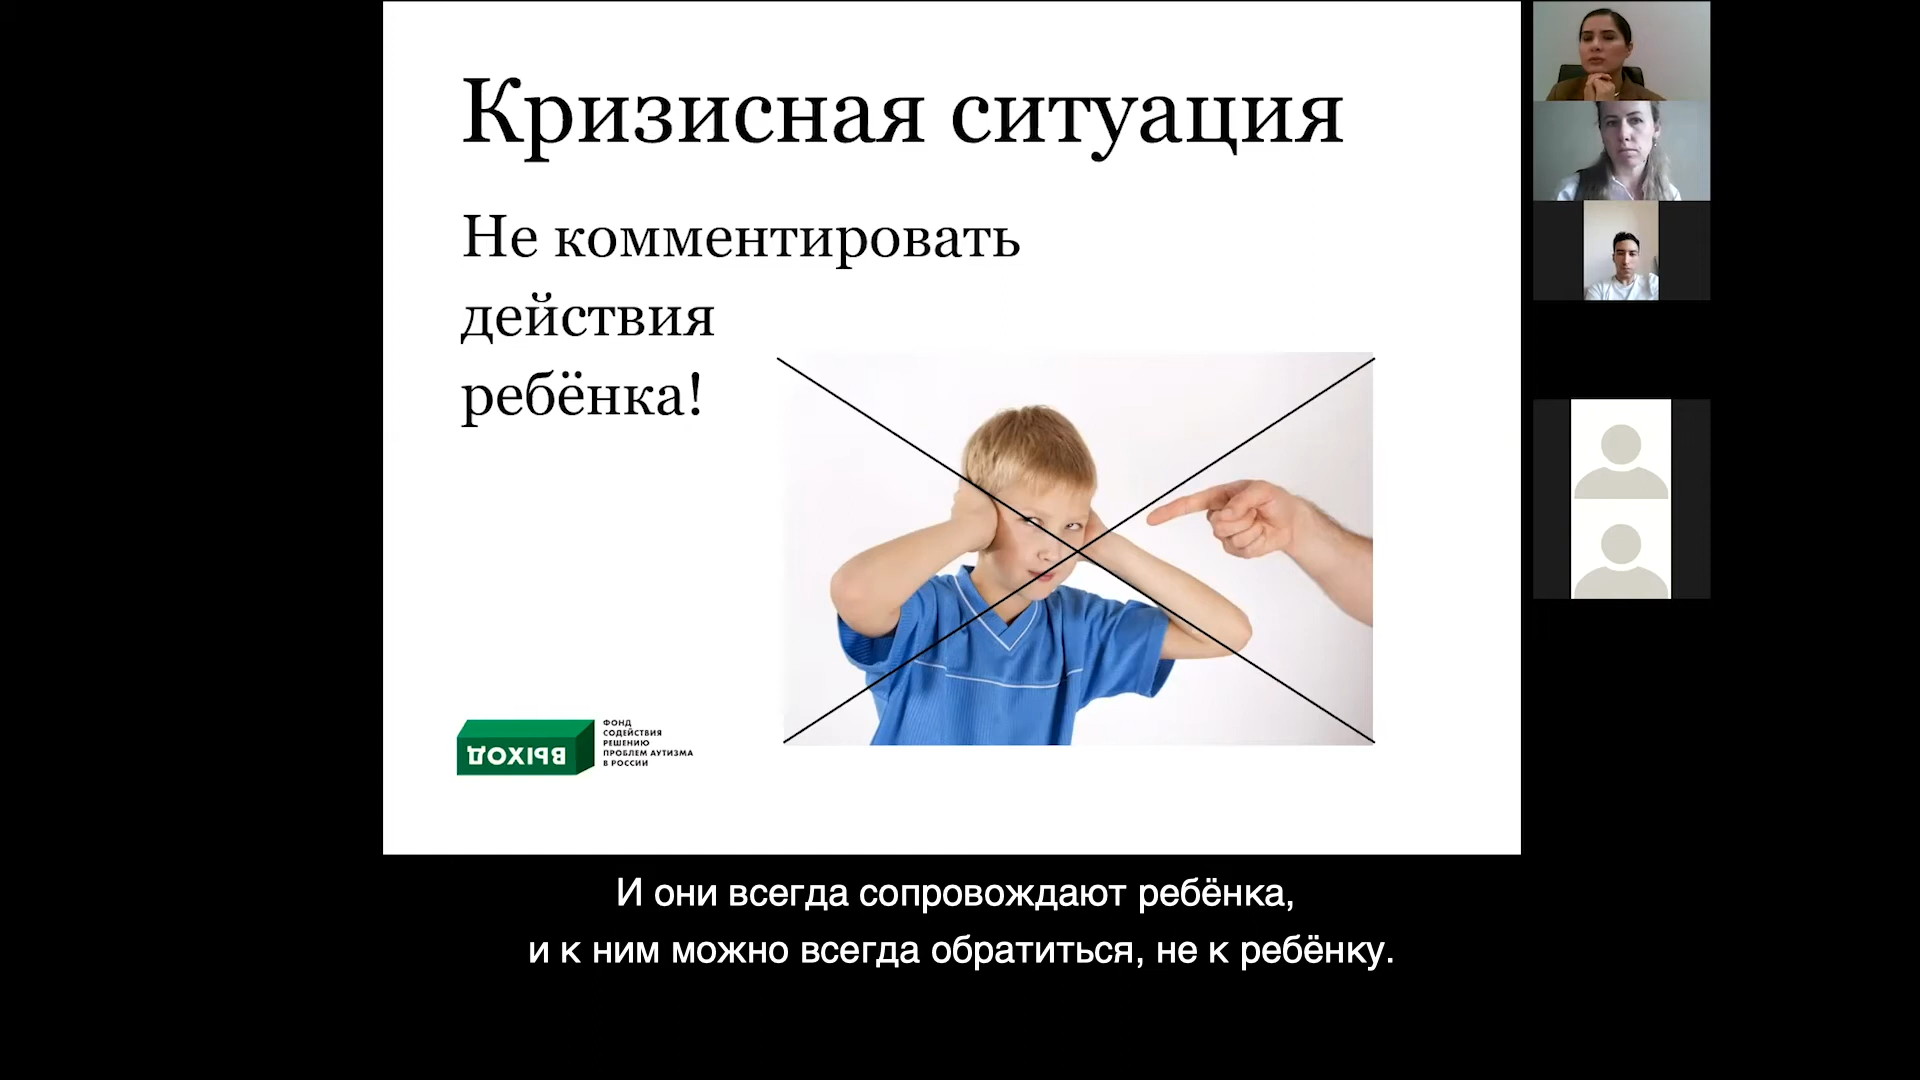 Кризисная ситуация
Не комментировать
действия
ребёнка!
ВЫХОД
ФОНД
СОДЕЙСТВИЯ
РЕШЕНИЮ
ПРОБЛЕМ АУТИЗМА
В РОССИИ
И они всегда сопровождают ребёнка,
и к ним можно всегда обратиться, не к ребёнку.